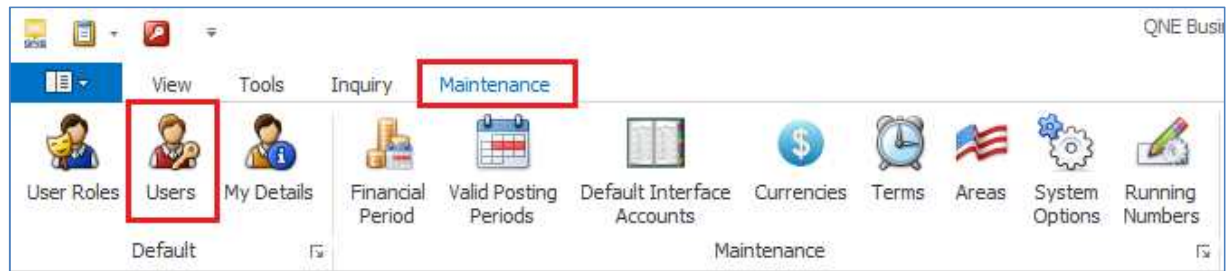 QNE Busi
View Tools Inquiry Maintenance
User Roles Users My Details Financial Period Valid Posting Periods Default Interface Accounts Currencies Terms Areas System Options Running Numbers
Default Maintenance